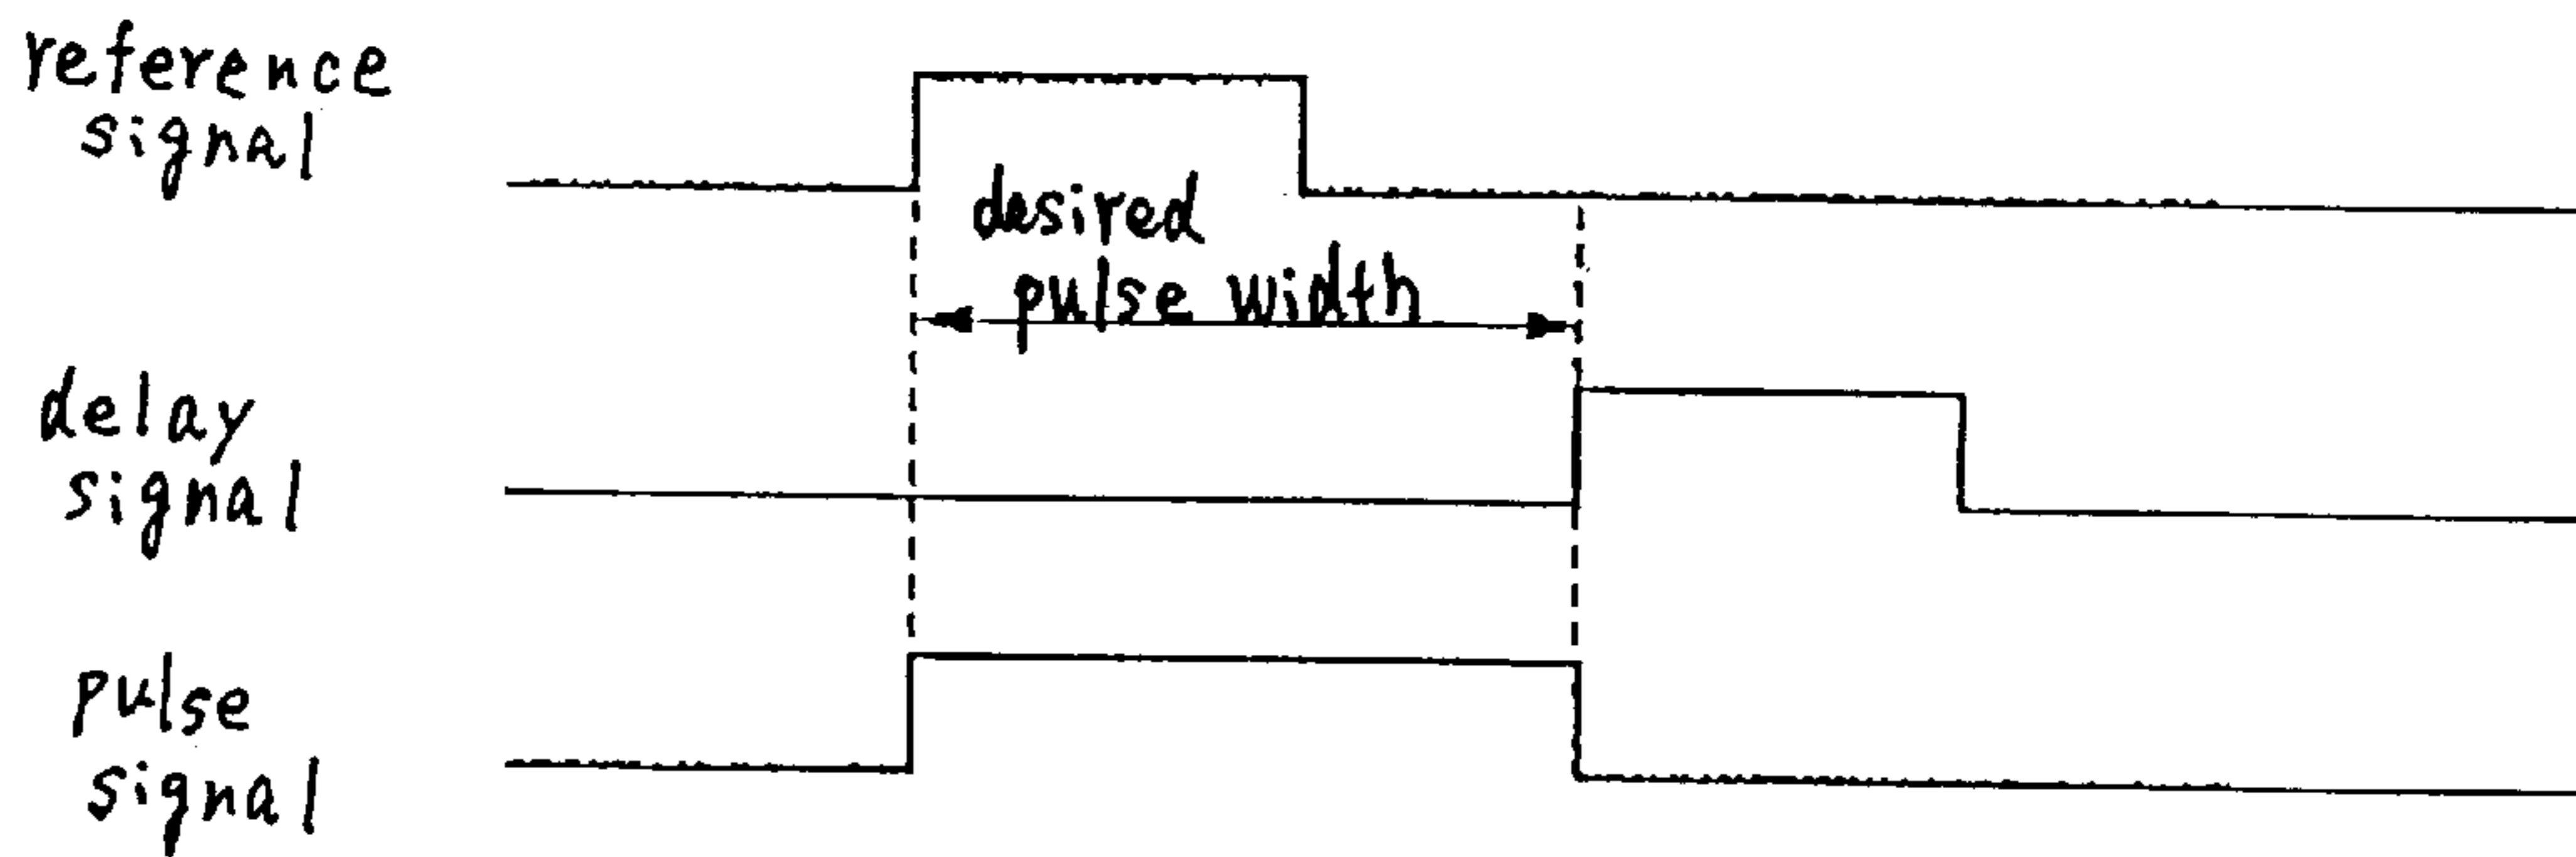 reference
signal
desired
pulse width
delay
signal
pulse
signal